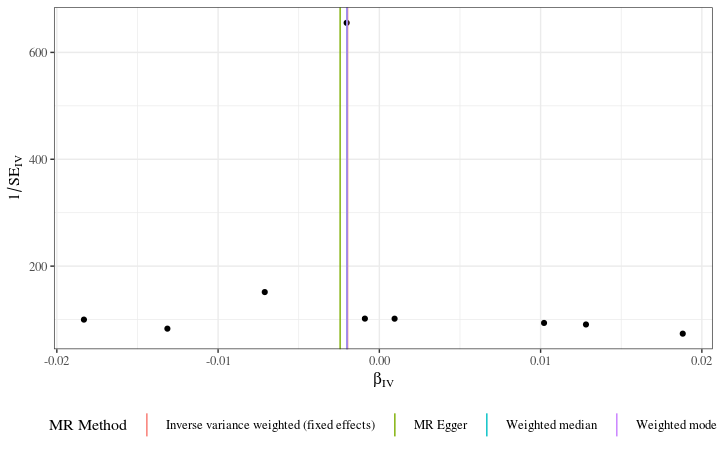 600
400
200
1/SE_IV
-0.02 -0.01 0.00 0.01 0.02
β_IV
MR Method Inverse variance weighted (fixed effects) MR Egger Weighted median Weighted mode